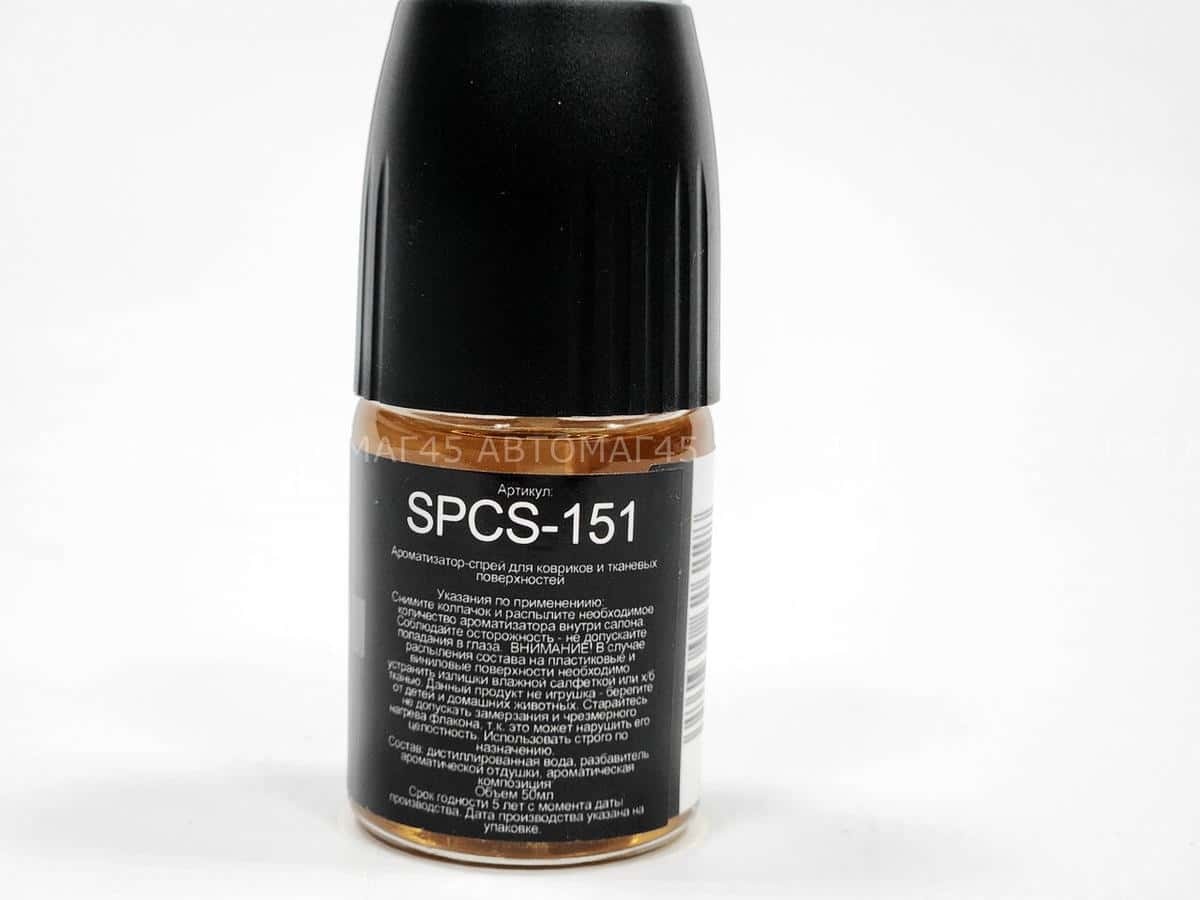 МАГ45 АВТОМАГ45
Артикул:
SPCS-151
Ароматизатор-спрей для ковриков и тканевых
поверхностей
Указания по применениию:
Снимите колпачок и распылите необходимое
количество ароматизатора внутри салона.
Соблюдайте осторожность - не допускайте
попадания в глаза. ВНИМАНИЕ! В случае
распыления состава на пластиковые и
виниловые поверхности необходимо
устранить излишки влажной салфеткой или х/б
тканью. Данный продукт не игрушка - берегите
от детей и домашних животных. Старайтесь
не допускать замерзания и чрезмерного
нагрева флакона, т.к. это может нарушить его
целостность. Использовать строго по
назначению.
Состав: дистиллированная вода, разбавитель
ароматической отдушки, ароматическая
композиция
Объем 50мл
Срок годности 5 лет с момента даты
производства. Дата производства указана на
упаковке.